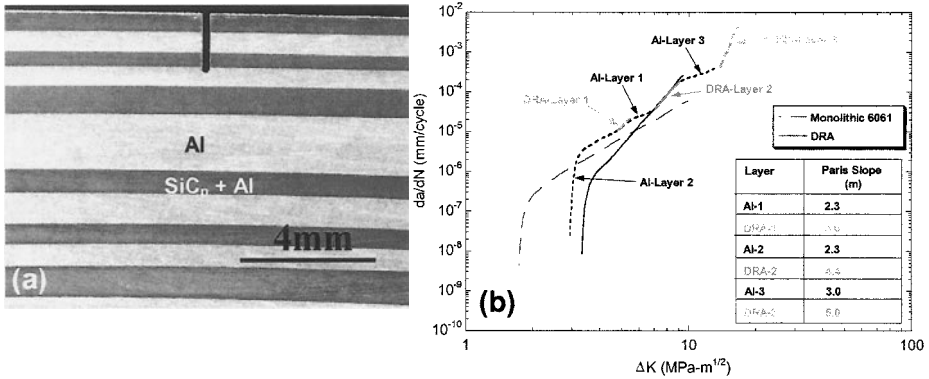 Al
SiCp + Al
4mm
(a)
da/dN (mm/cycle)
10-2
10-3
10-4
10-5
10-6
10-7
10-8
10-9
10-10
Al-Layer 3
Al-Layer 1
DRA-Layer 2
DRA-Layer 1
Al-Layer 2
Monolithic 6061
DRA
Layer Paris Slope (m)
Al-1 2.3
DRA-1
Al-2 2.3
DRA-2
Al-3 3.0
(b)
1 10 100
ΔK (MPa-m1/2)